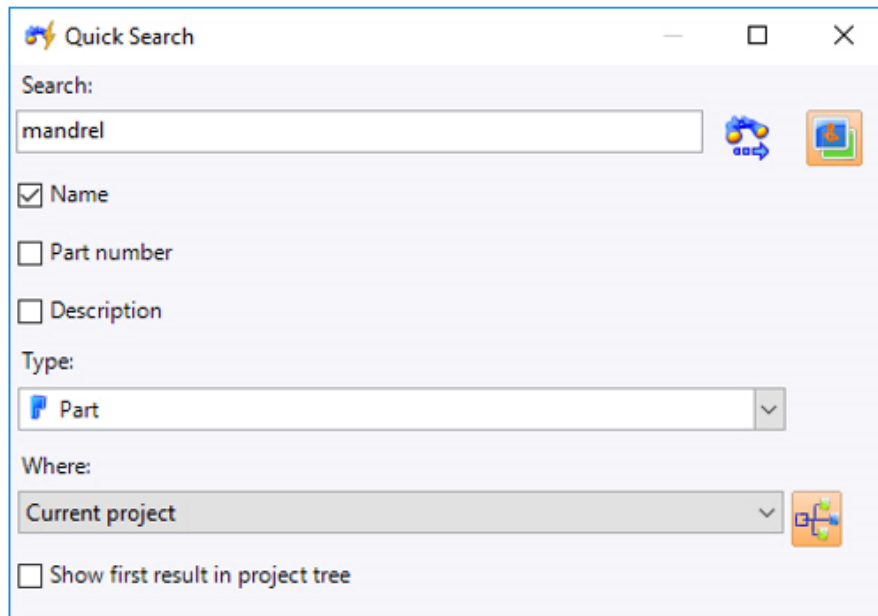 Quick Search
Search:
mandrel
Name
Part number
Description
Type:
Part
Where:
Current project
Show first result in project tree